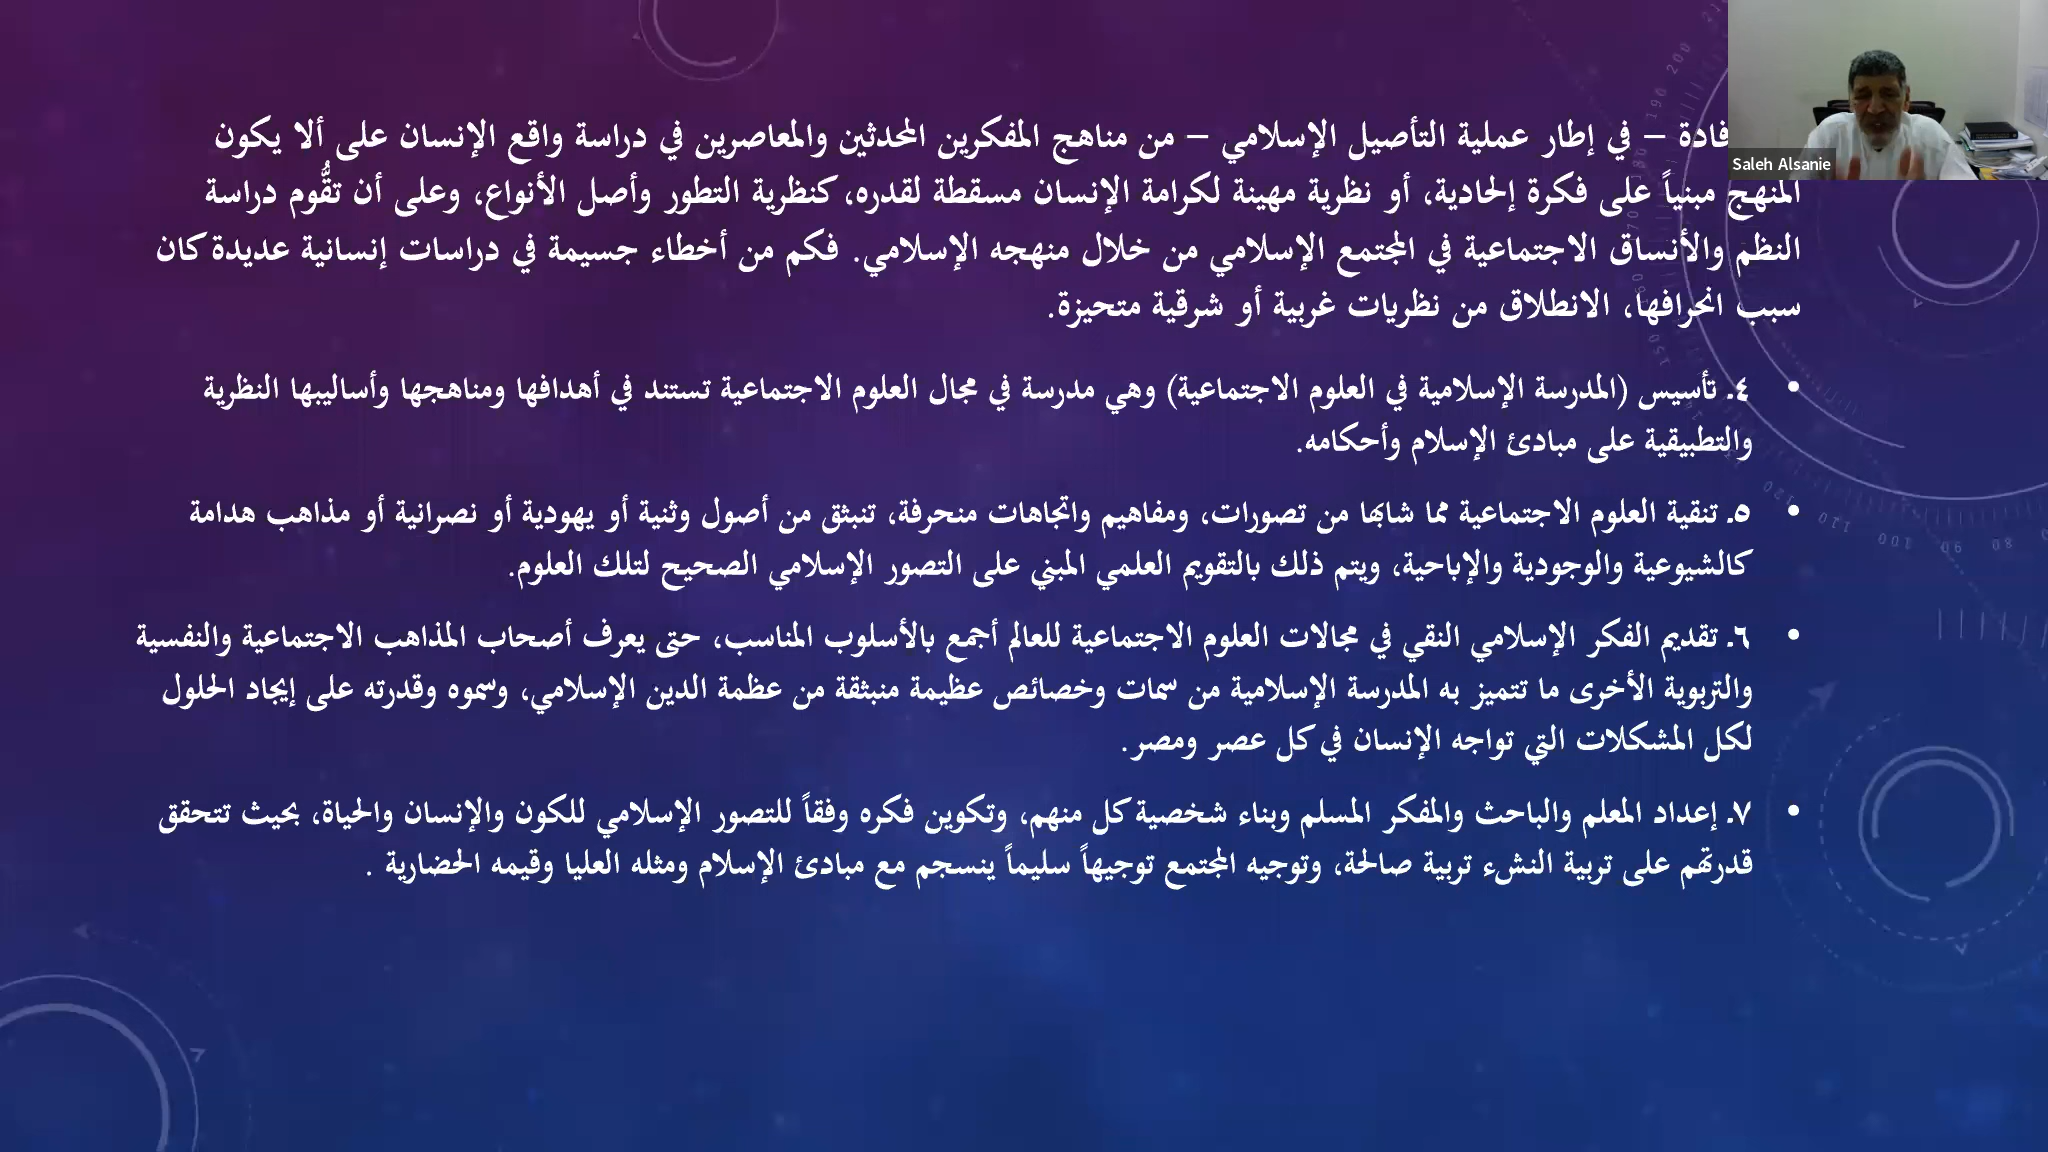 Saleh Alsanie
– في إطار عملية التأصيل الإسلامي – من مناهج المفكرين المحدثين والمعاصرين في دراسة واقع الإنسان على ألا يكون
المنهج مبنياً على فكرة إلحادية، أو نظرية مهينة لكرامة الإنسان مسقطة لقدره، كنظرية التطور وأصل الأنواع، وعلى أن تقُّوم دراسة
النظم والأنساق الاجتماعية في المجتمع الإسلامي من خلال منهجه الإسلامي. فكم من أخطاء جسيمة في دراسات إنسانية عديدة كان
سبب انحرافها، الانطلاق من نظريات غربية أو شرقية متحيزة.
• ٤. تأسيس (المدرسة الإسلامية في العلوم الاجتماعية) وهي مدرسة في مجال العلوم الاجتماعية تستند في أهدافها ومناهجها وأساليبها النظرية
والتطبيقية على مبادئ الإسلام وأحكامه.
• ٥. تنقية العلوم الاجتماعية مما شابها من تصورات، ومفاهيم واتجاهات منحرفة، تنبثق من أصول وثنية أو يهودية أو نصرانية أو مذاهب هدامة
كالشيوعية والوجودية والإباحية، ويتم ذلك بالتقويم العلمي المبني على التصور الإسلامي الصحيح لتلك العلوم.
• ٦. تقديم الفكر الإسلامي النقي في مجالات العلوم الاجتماعية للعالم أجمع بالأسلوب المناسب، حتى يعرف أصحاب المذاهب الاجتماعية والنفسية
والتربوية الأخرى ما تتميز به المدرسة الإسلامية من سمات وخصائص عظيمة منبثقة من عظمة الدين الإسلامي، وسموه وقدرته على إيجاد الحلول
لكل المشكلات التي تواجه الإنسان في كل عصر ومصر.
• ٧. إعداد المعلم والباحث والمفكر المسلم وبناء شخصية كل منهم، وتكوين فكره وفقاً للتصور الإسلامي للكون والإنسان والحياة، بحيث تتحقق
قدرتهم على تربية النشء تربية صالحة، وتوجيه المجتمع توجيهاً سليماً ينسجم مع مبادئ الإسلام ومثله العليا وقيمه الحضارية .